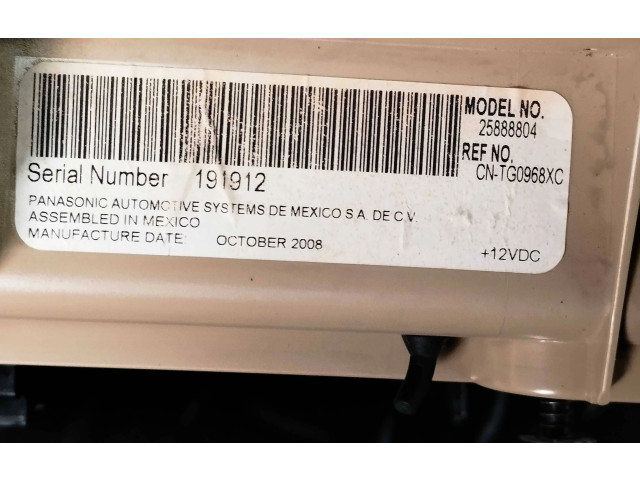 MODEL NO.
25888804
REF NO.
CN-TG0968XC
Serial Number 191912
PANASONIC AUTOMOTIVE SYSTEMS DE MEXICO S.A. DE C.V.
ASSEMBLED IN MEXICO
MANUFACTURE DATE: OCTOBER 2008
+12VDC